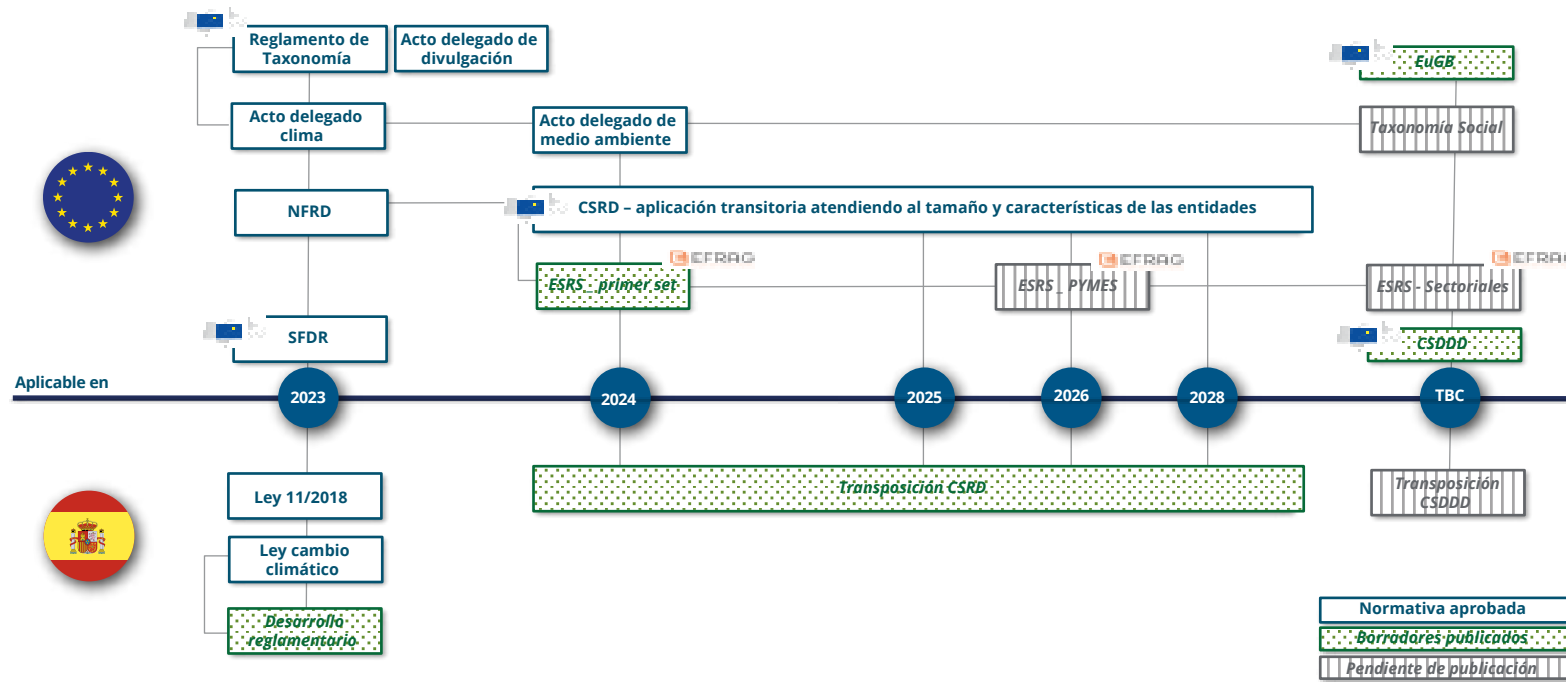 Reglamento de
Taxonomía
Acto delegado de
divulgación
EuGB
Acto delegado
clima
Acto delegado de
medio ambiente
Taxonomía Social
NFRD
CSRD – aplicación transitoria atendiendo al tamaño y características de las entidades
EFRAG
EFRAG
EFRAG
ESRS_ primer set
ESRS _ PYMES
ESRS - Sectoriales
SFDR
CSDDD
Aplicable en
2023
2024
2025
2026
2028
TBC
Ley 11/2018
Transposición CSRD
Transposición
CSDDD
Ley cambio
climático
Desarrollo
reglamentario
Normativa aprobada
Borradores publicados
Pendiente de publicación